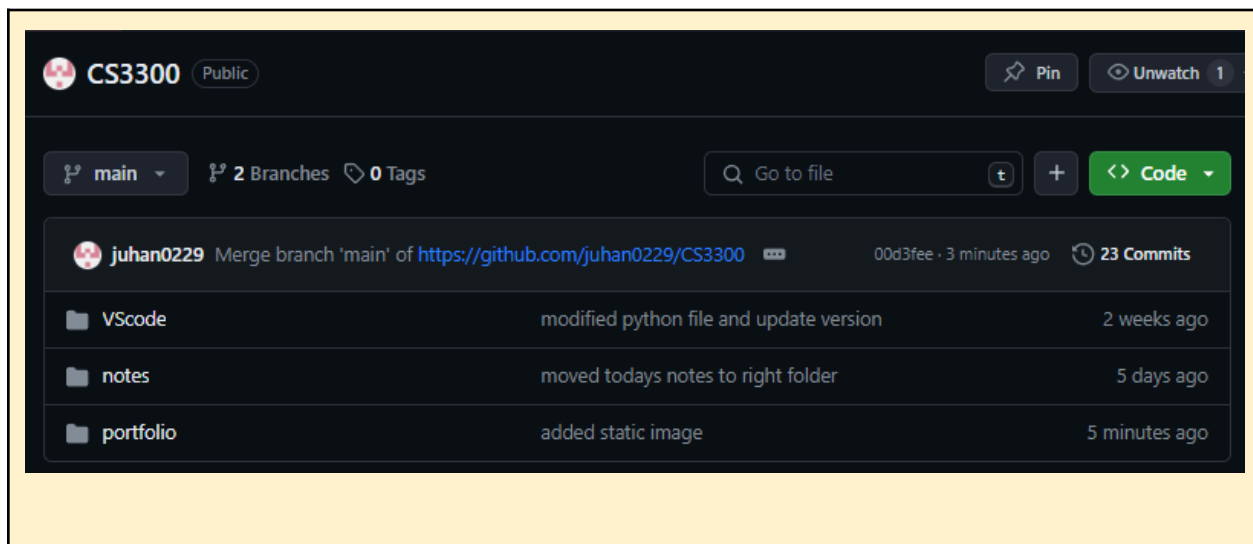 CS3300 Public Pin Unwatch 1
main 2 Branches 0 Tags Go to file t + <> Code
juhan0229 Merge branch 'main' of https://github.com/juhan0229/CS3300 ... 00d3fee · 3 minutes ago 23 Commits
VScode modified python file and update version 2 weeks ago
notes moved todays notes to right folder 5 days ago
portfolio added static image 5 minutes ago